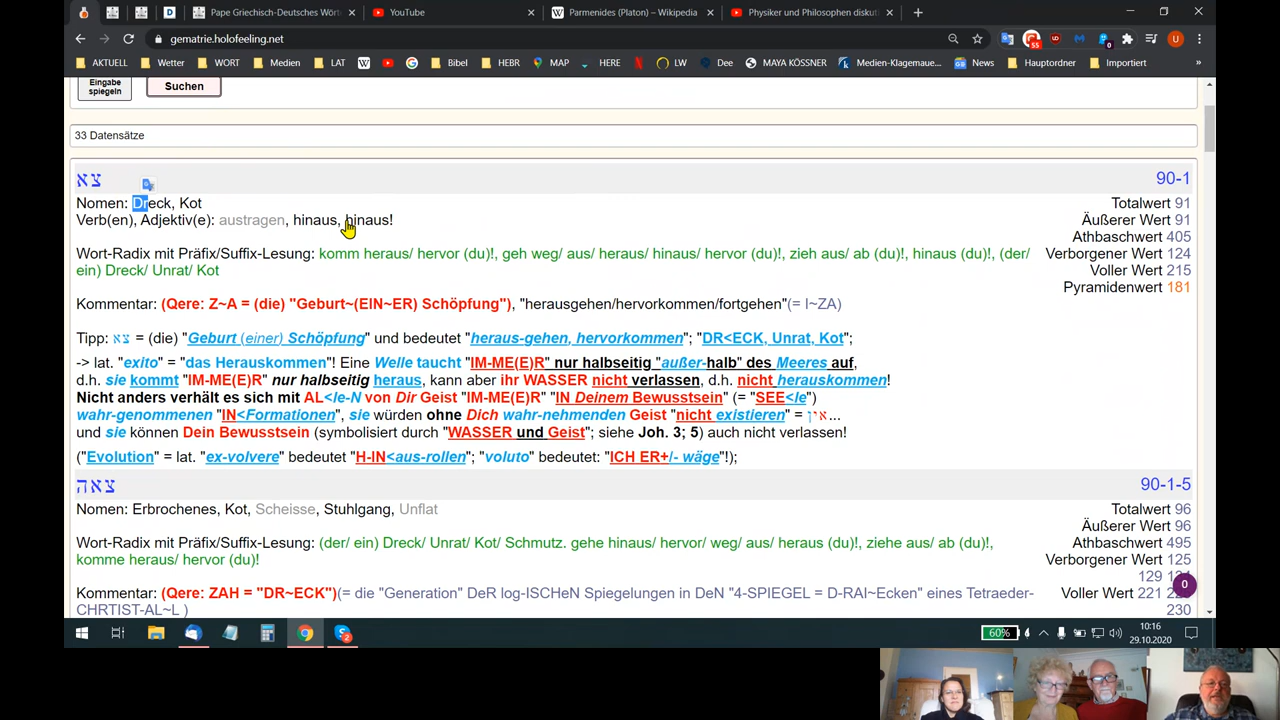 Pape Griechisch-Deutsches Wört
YouTube
Parmenides (Platon) – Wikipedia
Physiker und Philosophen diskut
gematrie.holofeeling.net
55
0
U
AKTUELL Wetter WORT Medien LAT Bibel HEBR MAP HERE LW Dee MAYA KÖSSNER Medien-Klagemaue... News Hauptordner Importiert »
Eingabe
spiegeln
Suchen
33 Datensätze
צא 90-1
Nomen: Dreck, Kot Totalwert 91
Verb(en), Adjektiv(e): austragen, hinaus, hinaus! Äußerer Wert 91
Athbaschwert 405
Wort-Radix mit Präfix/Suffix-Lesung: komm heraus/ hervor (du)!, geh weg/ aus/ heraus/ hinaus/ hervor (du)!, zieh aus/ ab (du)!, hinaus (du)!, (der/ Verborgener Wert 124
ein) Dreck/ Unrat/ Kot Voller Wert 215
Pyramidenwert 181
Kommentar: (Qere: Z~A = (die) "Geburt~(EIN~ER) Schöpfung"), "herausgehen/hervorkommen/fortgehen"(= I~ZA)
Tipp: צא = (die) "Geburt (einer) Schöpfung" und bedeutet "heraus-gehen, hervorkommen"; "DR<ECK, Unrat, Kot";
-> lat. "exito" = "das Herauskommen"! Eine Welle taucht "IM-ME(E)R" nur halbseitig "außer-halb" des Meeres auf,
d.h. sie kommt "IM-ME(E)R" nur halbseitig heraus, kann aber ihr WASSER nicht verlassen, d.h. nicht herauskommen!
Nicht anders verhält es sich mit AL<le-N von Dir Geist "IM-ME(E)R" "IN Deinem Bewusstsein" (= "SEE<le")
wahr-genommenen "IN<Formationen", sie würden ohne Dich wahr-nehmenden Geist "nicht existieren" = אין...
und sie können Dein Bewusstsein (symbolisiert durch "WASSER und Geist"; siehe Joh. 3; 5) auch nicht verlassen!
("Evolution" = lat. "ex-volvere" bedeutet "H-IN<aus-rollen"; "voluto" bedeutet: "ICH ER+/- wäge"!);
צאה 90-1-5
Nomen: Erbrochenes, Kot, Scheisse, Stuhlgang, Unflat Totalwert 96
Äußerer Wert 96
Wort-Radix mit Präfix/Suffix-Lesung: (der/ ein) Dreck/ Unrat/ Kot/ Schmutz. gehe hinaus/ hervor/ weg/ aus/ heraus (du)!, ziehe aus/ ab (du)!, Athbaschwert 495
komme heraus/ hervor (du)! Verborgener Wert 125
129
Kommentar: (Qere: ZAH = "DR~ECK")(= die "Generation" DeR log-ISCHeN Spiegelungen in DeN "4-SPIEGEL = D-RAI~Ecken" eines Tetraeder- Voller Wert 221
CHRTIST-AL~L ) 230
0
60%
10:16
29.10.2020